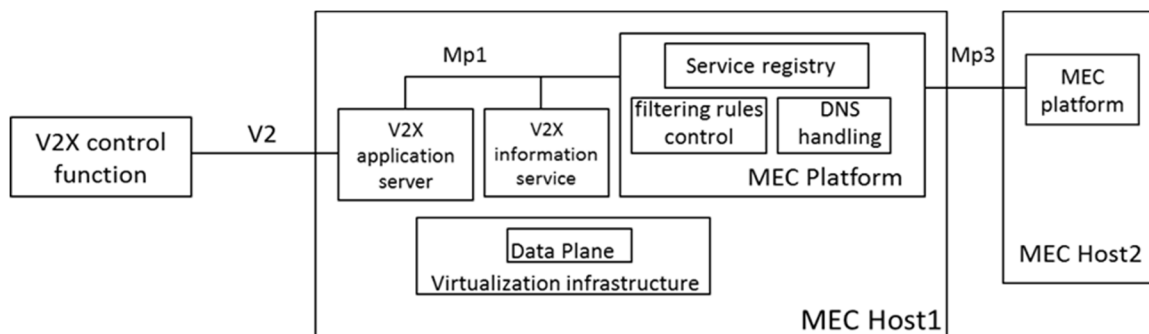 V2X control
function
V2
Mp1
V2X
application
server
V2X
information
service
Service registry
filtering rules
control
DNS
handling
MEC Platform
Data Plane
Virtualization infrastructure
MEC Host1
Mp3
MEC
platform
MEC Host2